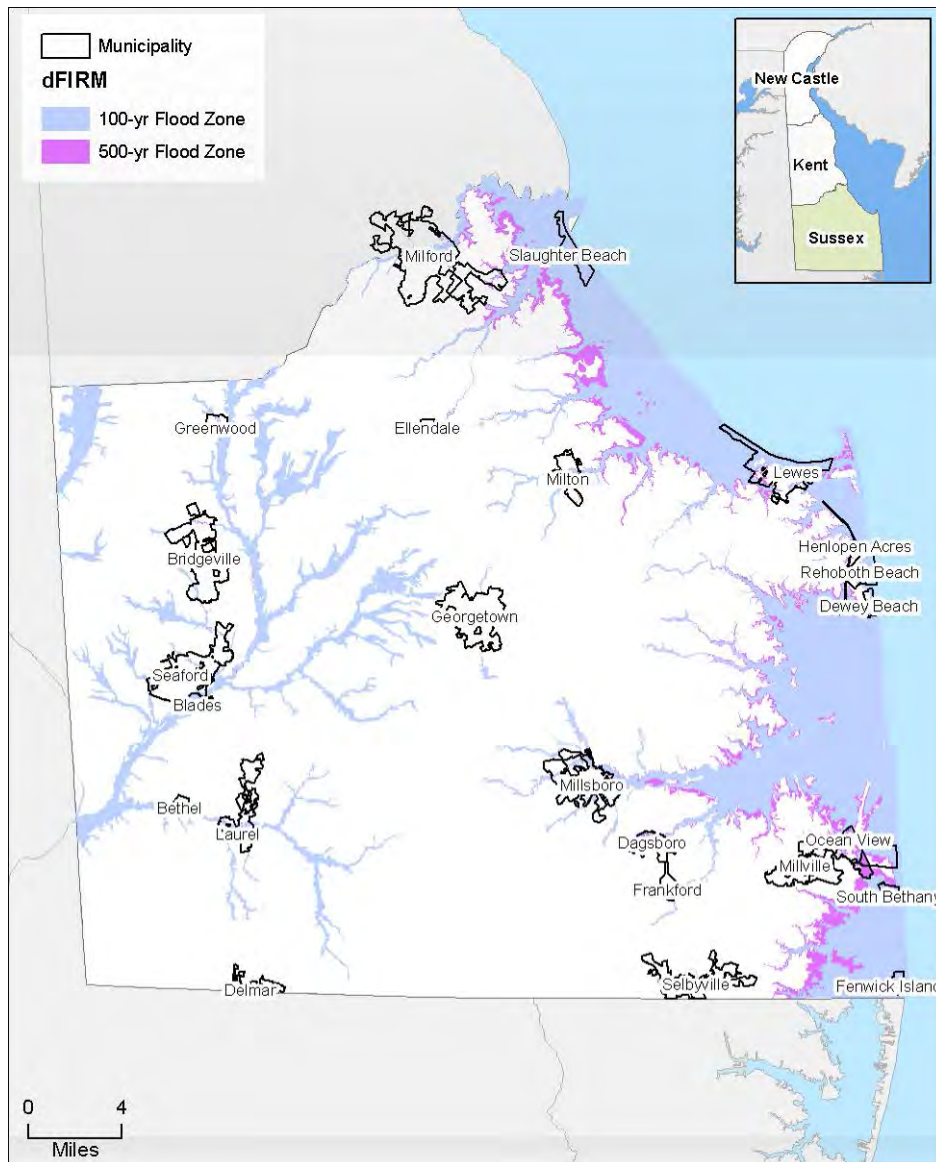 Municipality
dFIRM
100-yr Flood Zone
500-yr Flood Zone
New Castle
Kent
Sussex
Milford
Slaughter Beach
Greenwood
Ellendale
Milton
Lewes
Bridgeville
Henlopen Acres
Rehoboth Beach
Dewey Beach
Georgetown
Seaford
Blades
Bethel
Laurel
Millsboro
Dagsboro
Frankford
Ocean View
Millville
South Bethany
Delmar
Selbyville
Fenwick Island
0 4
Miles